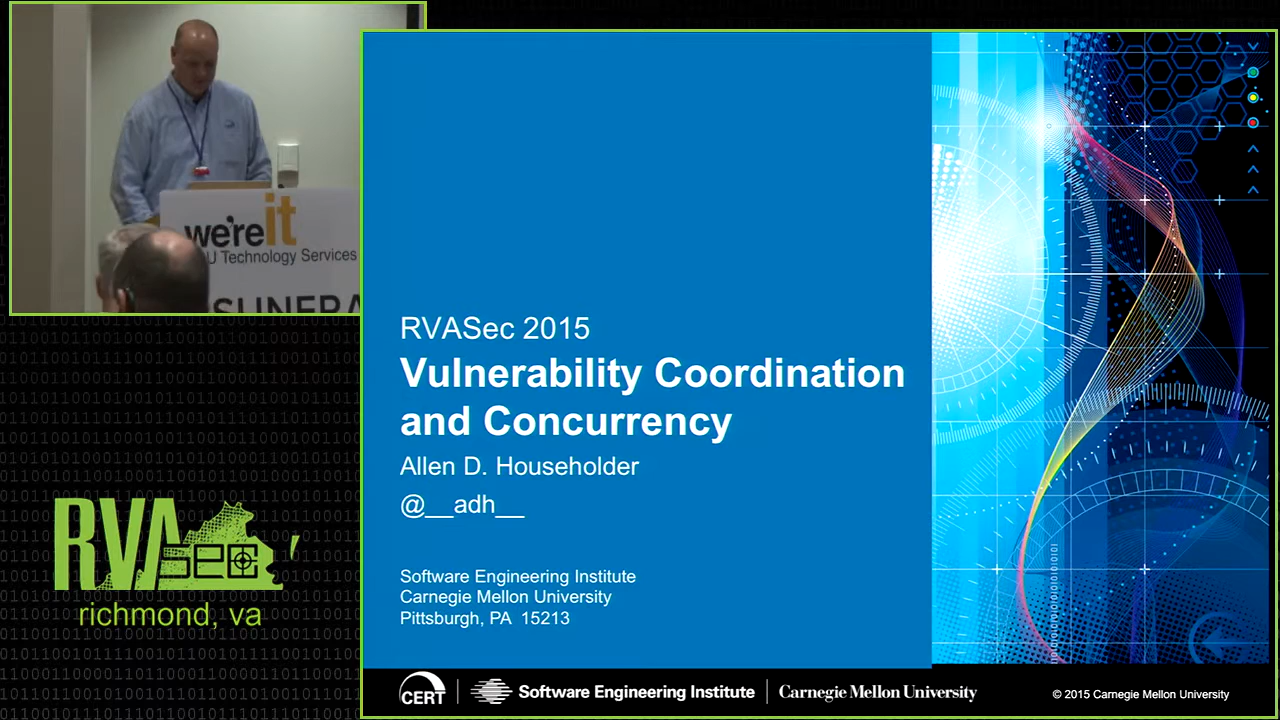 we're it
U Technology Services
RVASec 2015
Vulnerability Coordination
and Concurrency
Allen D. Householder
@__adh__
Software Engineering Institute
Carnegie Mellon University
Pittsburgh, PA 15213
RVASEC
richmond, va
CERT
Software Engineering Institute
Carnegie Mellon University
© 2015 Carnegie Mellon University